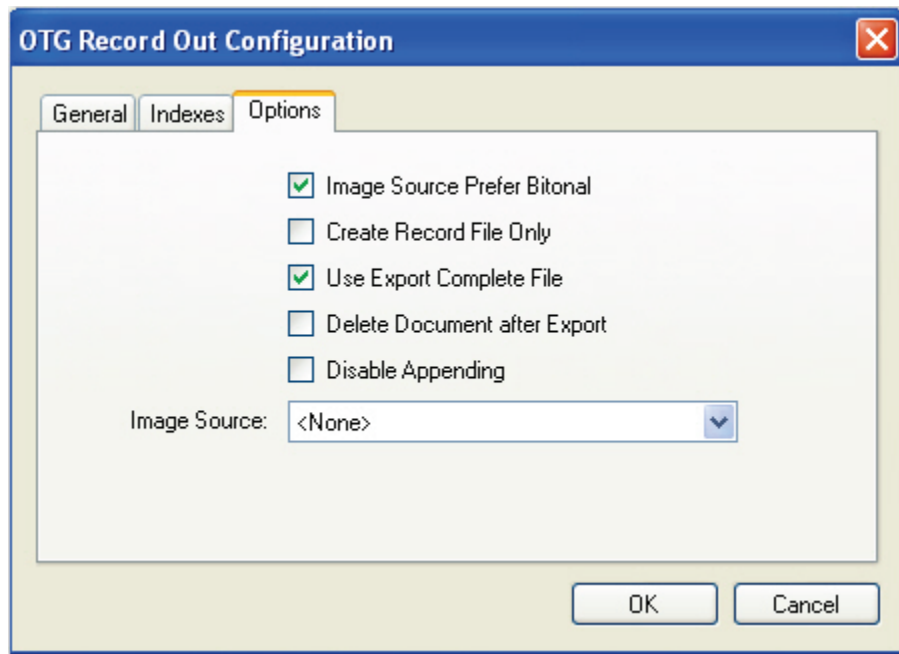 OTG Record Out Configuration
General Indexes Options
Image Source Prefer Bitonal
Create Record File Only
Use Export Complete File
Delete Document after Export
Disable Appending
Image Source: <None>
OK Cancel